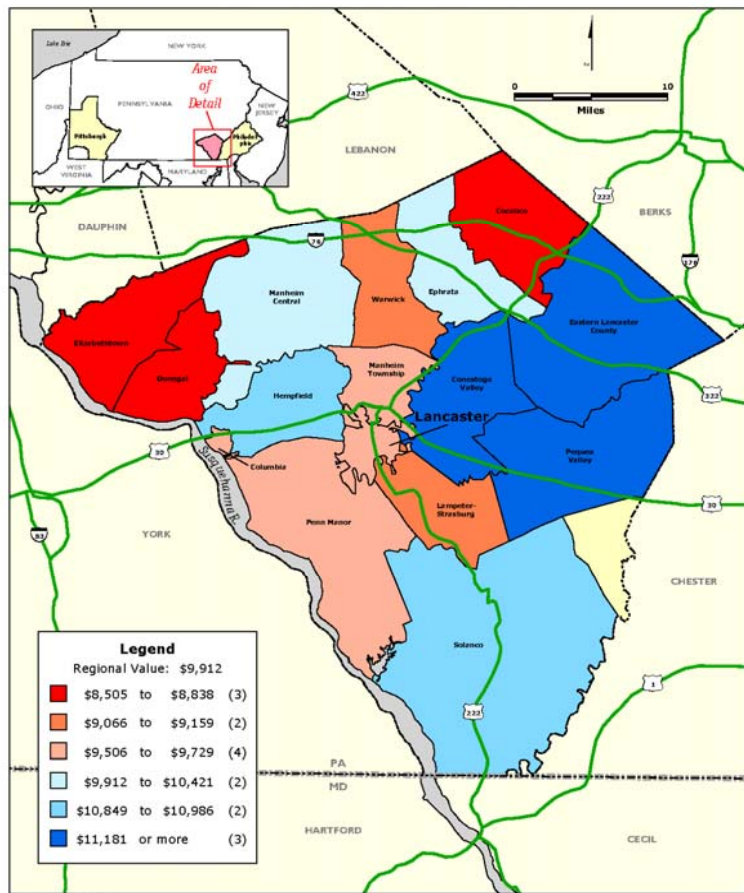 Lake Erie
NEW YORK
Area
of
Detail
OHIO
PENNSYLVANIA
NEW
JERSEY
Pittsburgh
Philadel
phia
WEST
VIRGINIA
MARYLAND
0 10
Miles
422
LEBANON
222
DAUPHIN
BERKS
Cocalico
176
Manheim
Central
Warwick
Ephrata
Elizabethtown
Eastern Lancaster
County
Donegal
Manheim
Township
Conestoga
Valley
Hempfield
222
Lancaster
30
Columbia
Pequea
Valley
Susquehanna R.
Lampeter-
Strasburg
30
Penn Manor
YORK
83
CHESTER
Solanco
1
222
Legend
Regional Value: $9,912
$8,505 to $8,838 (3)
$9,066 to $9,159 (2)
$9,506 to $9,729 (4)
$9,912 to $10,421 (2)
$10,849 to $10,986 (2)
$11,181 or more (3)
PA
MD
HARTFORD
CECIL